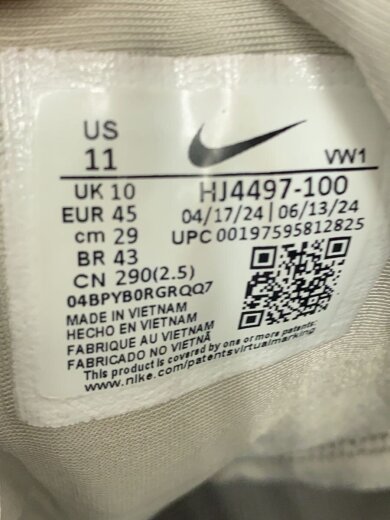 US
11
VW1
UK 10
HJ4497-100
EUR 45
04/17/24 | 06/13/24
cm 29
UPC 00197595812825
BR 43
CN 290(2.5)
04BPYB0RGRQQ7
MADE IN VIETNAM
HECHO EN VIETNAM
FABRIQUE AU VIETNAM
FABRICADO NO VIETNÃ
This product is covered by one or more patents:
www.nike.com/patentsvirtualmarking